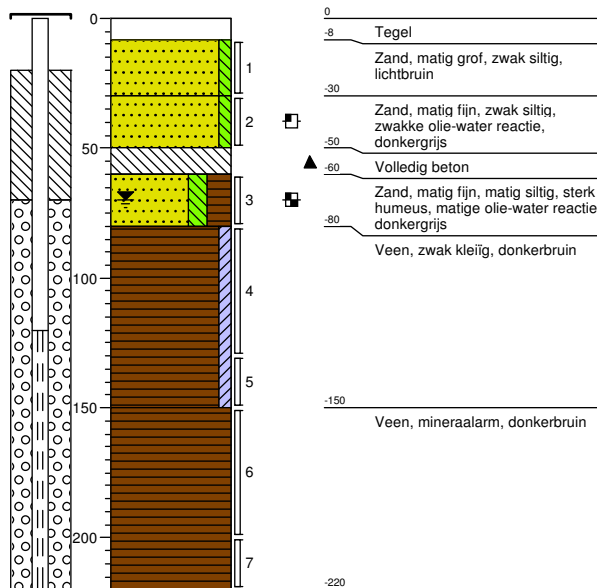 0
Tegel
-8
Zand, matig grof, zwak siltig,
lichtbruin
1
-30
Zand, matig fijn, zwak siltig,
zwakke olie-water reactie,
donkergrijs
2
50
-50
Volledig beton
-60
Zand, matig fijn, matig siltig, sterk
humeus, matige olie-water reactie
donkergrijs
3
-80
Veen, zwak kleiïg, donkerbruin
100
4
5
150
-150
Veen, mineraalarm, donkerbruin
6
200
7
-220